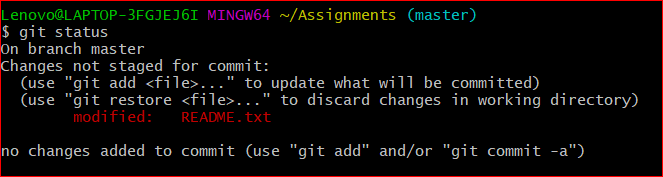 Lenovo@LAPTOP-3FGJEJ6I MINGW64 ~/Assignments (master)
$ git status
On branch master
Changes not staged for commit:
  (use "git add <file>..." to update what will be committed)
  (use "git restore <file>..." to discard changes in working directory)
        modified:   README.txt

no changes added to commit (use "git add" and/or "git commit -a")